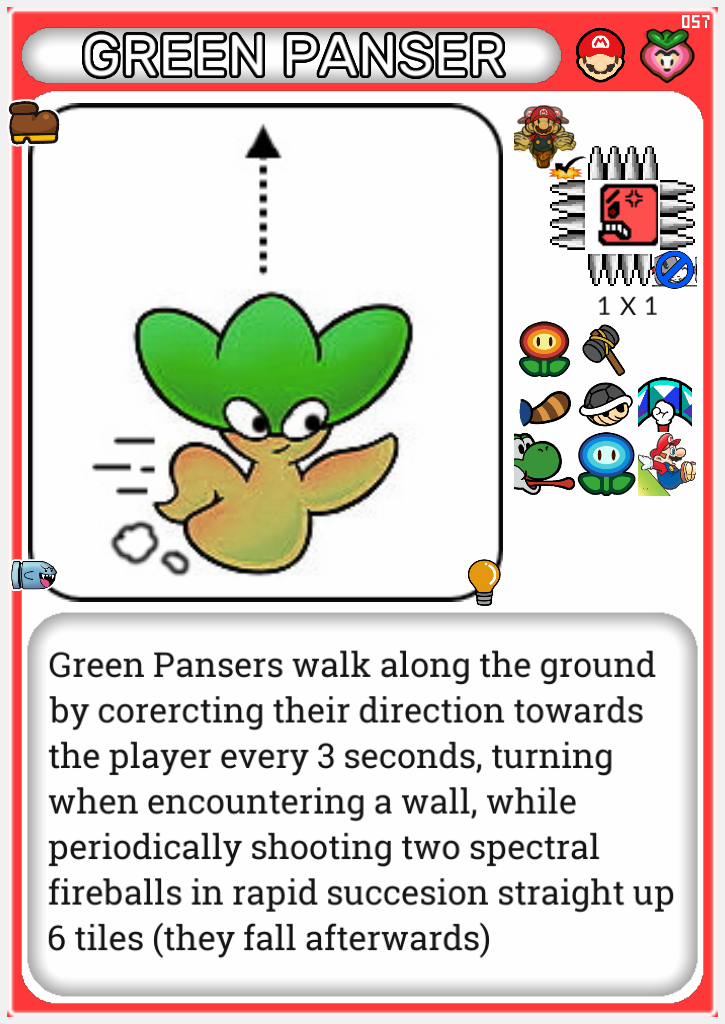 057
GREEN PANSER
1 X 1
Green Pansers walk along the ground
by corercting their direction towards
the player every 3 seconds, turning
when encountering a wall, while
periodically shooting two spectral
fireballs in rapid succesion straight up
6 tiles (they fall afterwards)